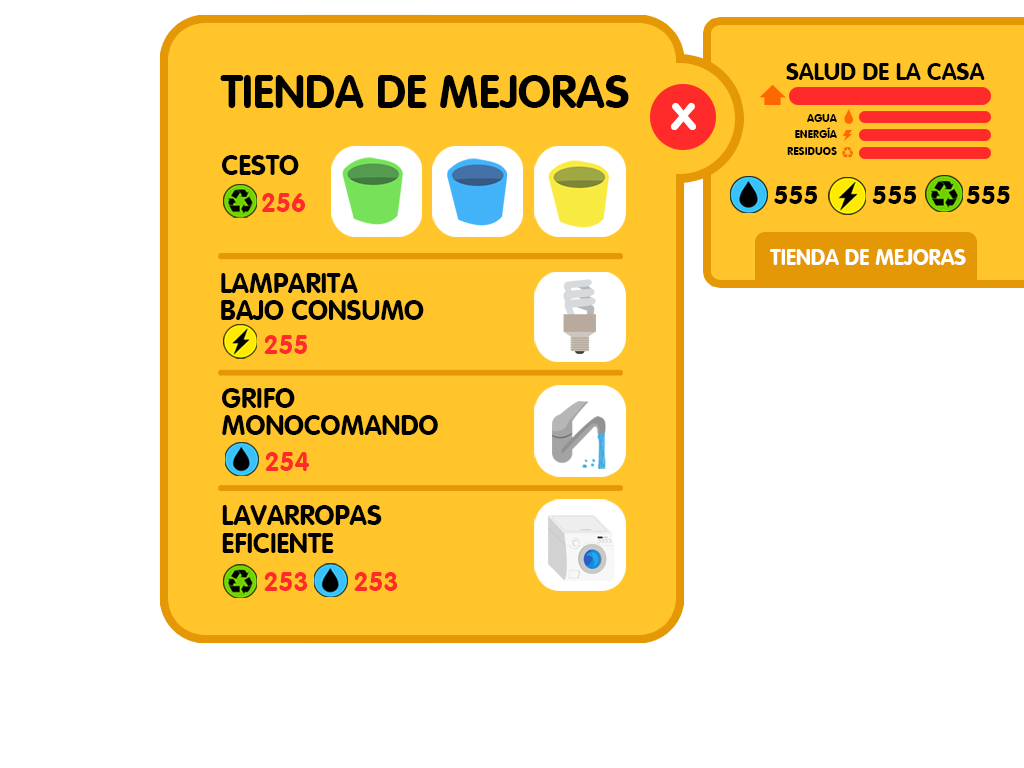 TIENDA DE MEJORAS
X
CESTO
256
LAMPARITA
BAJO CONSUMO
255
GRIFO
MONOCOMANDO
254
LAVARROPAS
EFICIENTE
253 253
SALUD DE LA CASA
AGUA
ENERGÍA
RESIDUOS
555 555 555
TIENDA DE MEJORAS